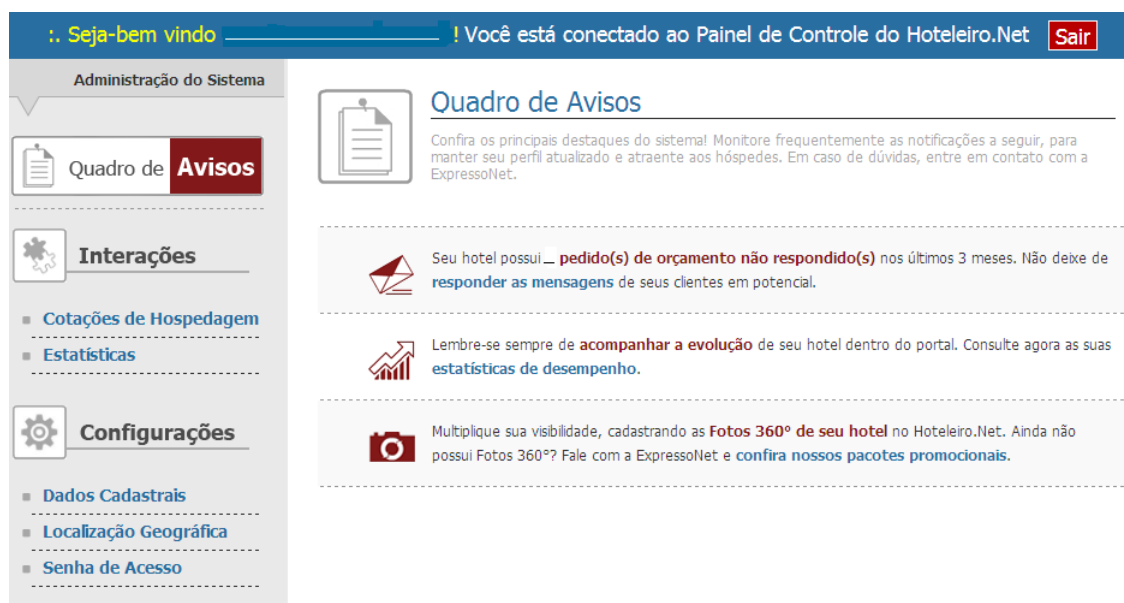 :. Seja-bem vindo ! Você está conectado ao Painel de Controle do Hoteleiro.Net Sair
Administração do Sistema
Quadro de Avisos
Interações
Cotações de Hospedagem
Estatísticas
Configurações
Dados Cadastrais
Localização Geográfica
Senha de Acesso
Quadro de Avisos
Confira os principais destaques do sistema! Monitore frequentemente as notificações a seguir, para
manter seu perfil atualizado e atraente aos hóspedes. Em caso de dúvidas, entre em contato com a
ExpressoNet.
Seu hotel possui _ pedido(s) de orçamento não respondido(s) nos últimos 3 meses. Não deixe de
responder as mensagens de seus clientes em potencial.
Lembre-se sempre de acompanhar a evolução de seu hotel dentro do portal. Consulte agora as suas
estatísticas de desempenho.
Multiplique sua visibilidade, cadastrando as Fotos 360° de seu hotel no Hoteleiro.Net. Ainda não
possui Fotos 360°? Fale com a ExpressoNet e confira nossos pacotes promocionais.